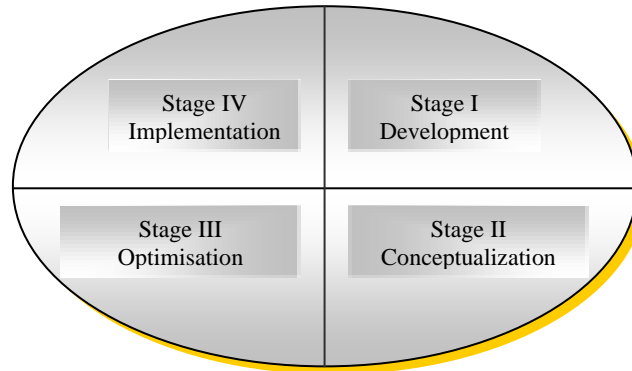 Stage IV
Implementation
Stage I
Development
Stage III
Optimisation
Stage II
Conceptualization